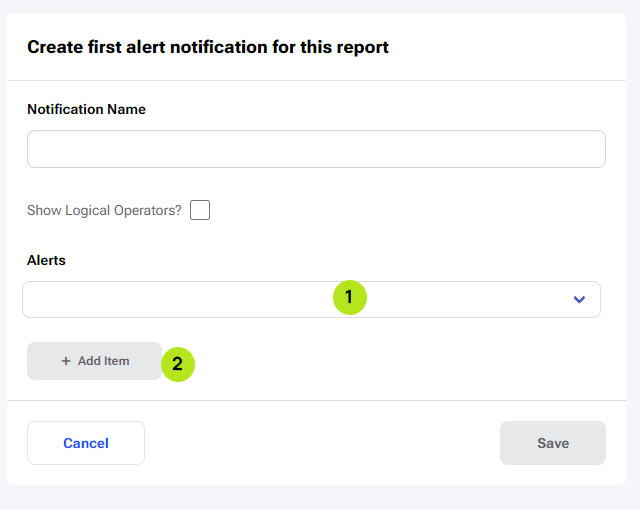 Create first alert notification for this report
Notification Name
Show Logical Operators?
Alerts
1
+ Add Item
2
Cancel
Save